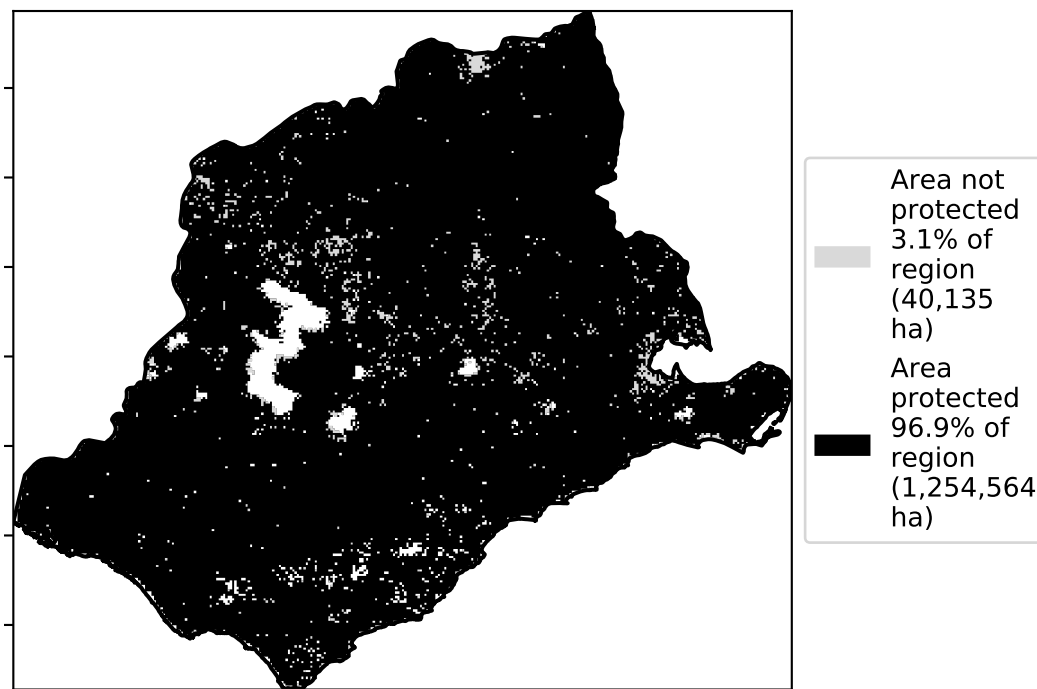 Area not
protected
3.1% of
region
(40,135
ha)
Area
protected
96.9% of
region
(1,254,564
ha)